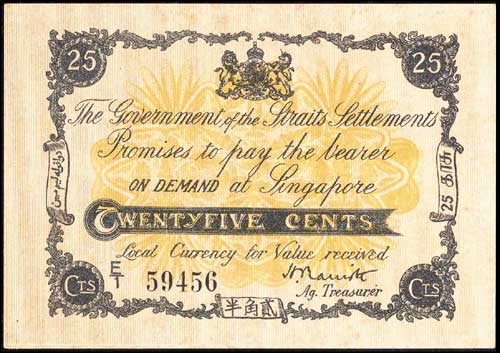 25 25
The Government of the Straits Settlements
Promises to pay the bearer
ON DEMAND at Singapore
25 காசு
TWENTYFIVE CENTS
Local Currency for Value received
E/1 59456
Ag. Treasurer
CTS CTS
半角貳